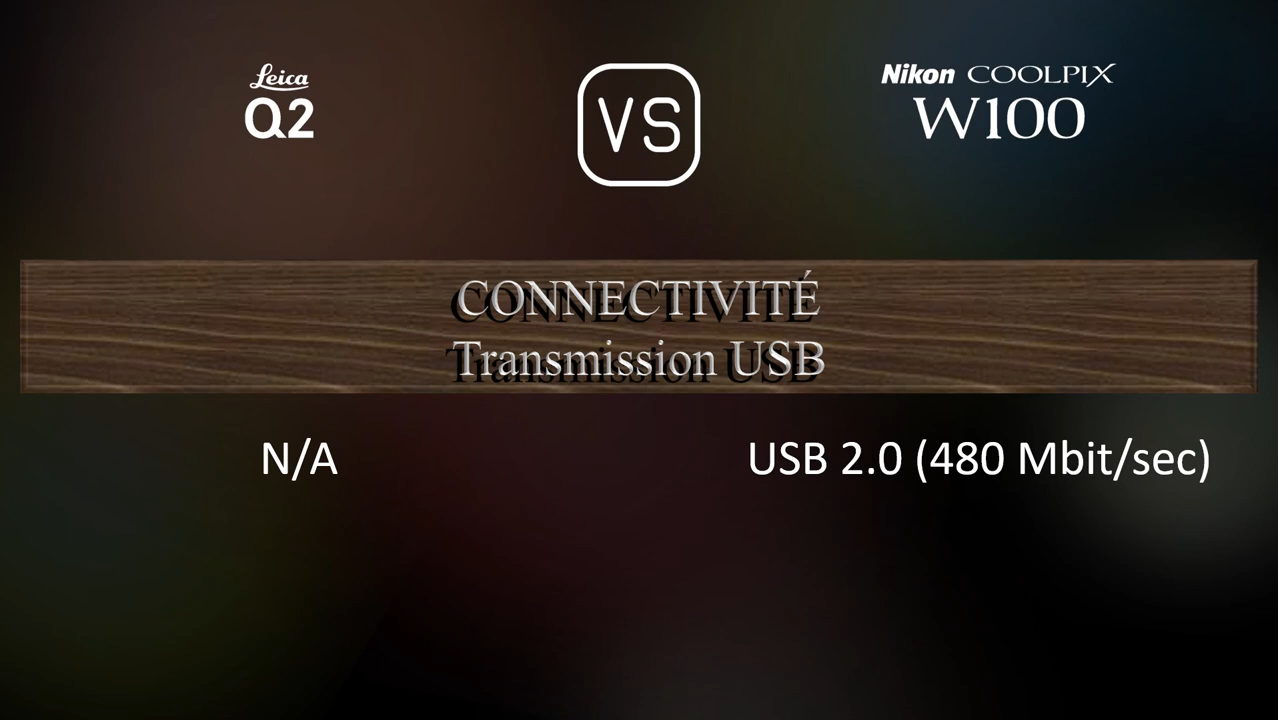 Leica
Q2
VS
Nikon COOLPIX
W100
CONNECTIVITÉ
Transmission USB
N/A
USB 2.0 (480 Mbit/sec)